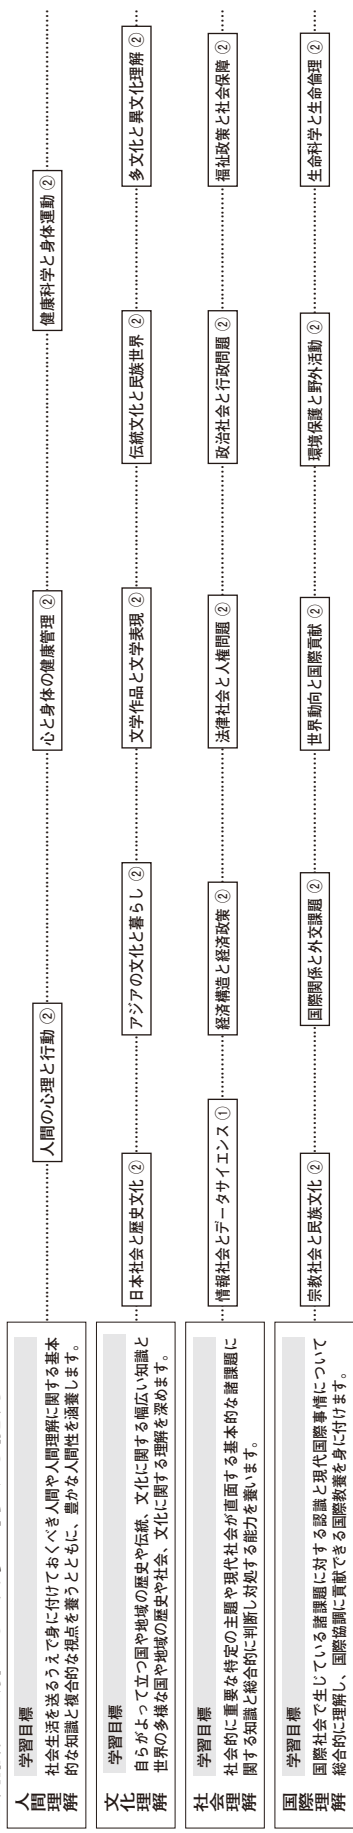 人間理解
学習目標
社会生活を送るうえで身に付けておくべき人間や人間理解に関する基本
的な知識と複合的な視点を養うとともに、豊かな人間性を涵養します。
人間の心理と行動 ②
心と身体の健康管理 ②
健康科学と身体運動 ②
文化理解
学習目標
自らがよって立つ国や地域の歴史や伝統、文化に関する幅広い知識と
世界の多様な国や地域の歴史や社会、文化に関する理解を深めます。
日本社会と歴史文化 ②
アジアの文化と暮らし ②
文学作品と文学表現 ②
伝統文化と民族世界 ②
多文化と異文化理解 ②
社会理解
学習目標
社会的に重要な特定の主題や現代社会が直面する基本的な諸課題に
関する知識と総合的に判断し対処する能力を養います。
情報社会とデータサイエンス ①
経済構造と経済政策 ②
法律社会と人権問題 ②
政治社会と行政問題 ②
福祉政策と社会保障 ②
国際理解
学習目標
国際社会で生じている諸課題に対する認識と現代国際事情について
総合的に理解し、国際協調に貢献できる国際教養を身に付けます。
宗教社会と民族文化 ②
国際関係と外交課題 ②
世界動向と国際貢献 ②
環境保護と野外活動 ②
生命科学と生命倫理 ②